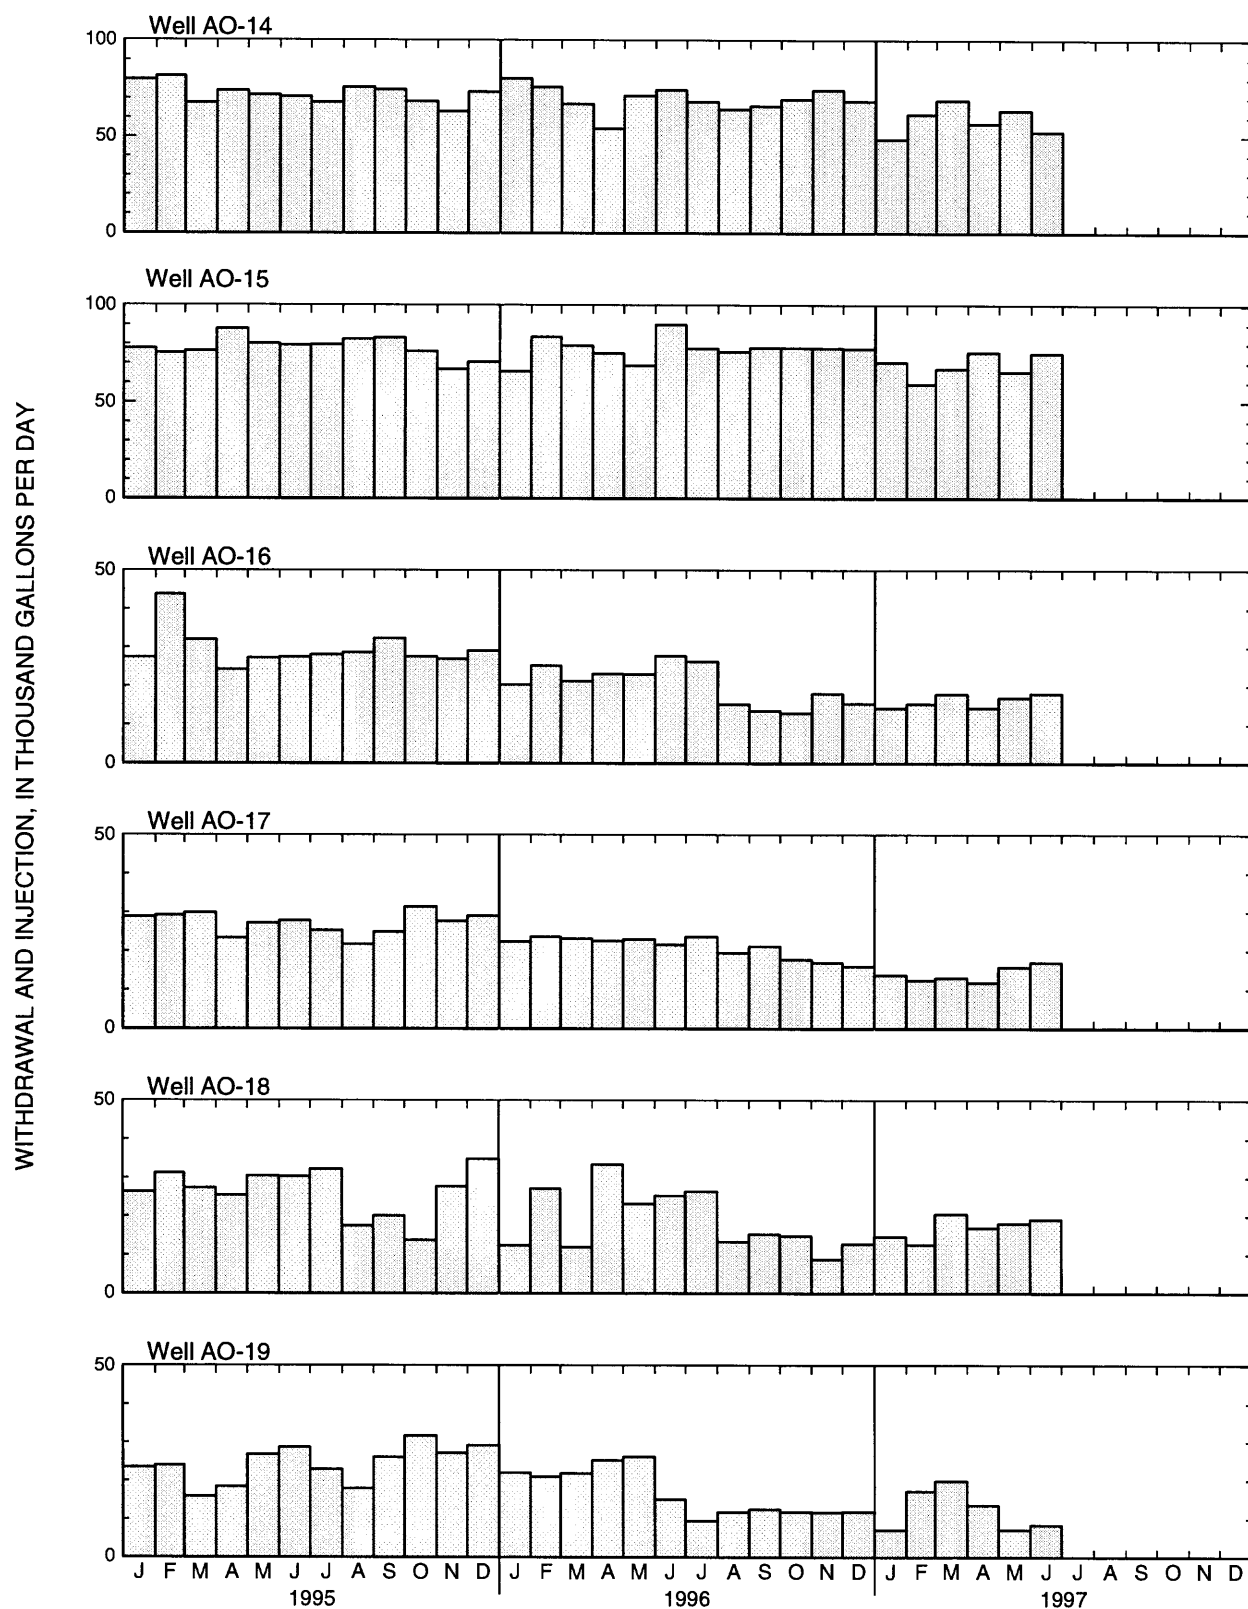 WITHDRAWAL AND INJECTION, IN THOUSAND GALLONS PER DAY
Well AO-14
100
50
0
Well AO-15
100
50
0
Well AO-16
50
0
Well AO-17
50
0
Well AO-18
50
0
Well AO-19
50
0
J F M A M J J A S O N D J F M A M J J A S O N D J F M A M J J A S O N D
1995 1996 1997